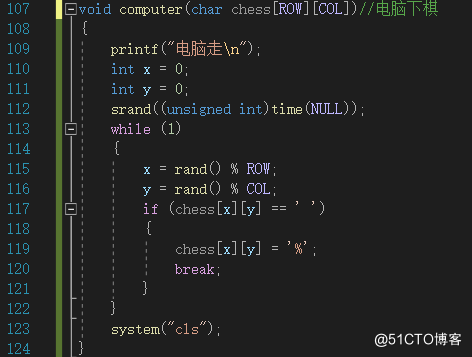 107 void computer(char chess[ROW][COL])//电脑下棋
108 {
109 printf("电脑走\n");
110 int x = 0;
111 int y = 0;
112 srand((unsigned int)time(NULL));
113 while (1)
114 {
115 x = rand() % ROW;
116 y = rand() % COL;
117 if (chess[x][y] == ' ')
118 {
119 chess[x][y] = '%';
120 break;
121 }
122 }
123 system("cls");
124 }
@51CTO博客